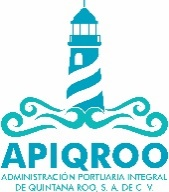 APIQROO
ADMINISTRACIÓN PORTUARIA INTEGRAL
DE QUINTANA ROO, S. A. DE C V.